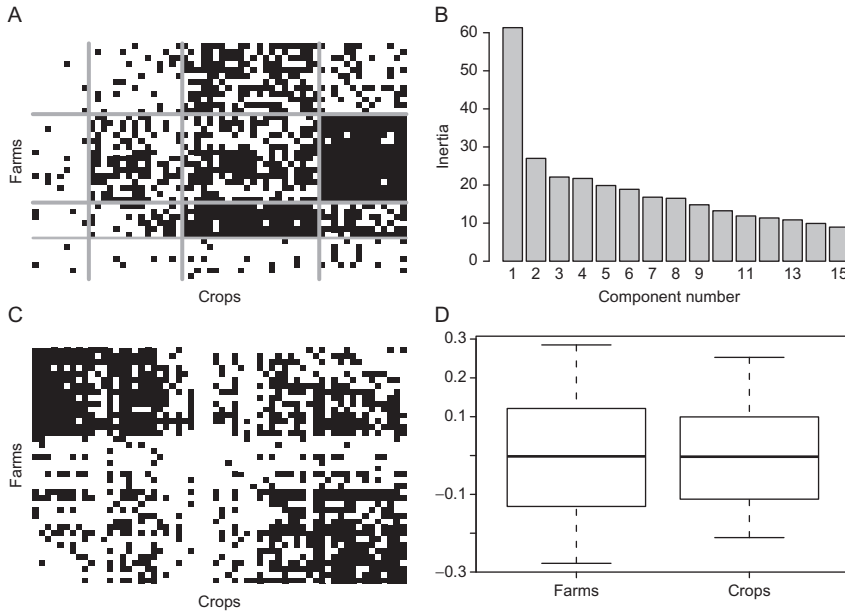 A
Farms
Crops
B
Inertia
60
50
40
30
20
10
0
1 2 3 4 5 6 7 8 9 11 13 15
Component number
C
Farms
Crops
D
0.3
0.2
0.1
−0.1
−0.3
Farms Crops